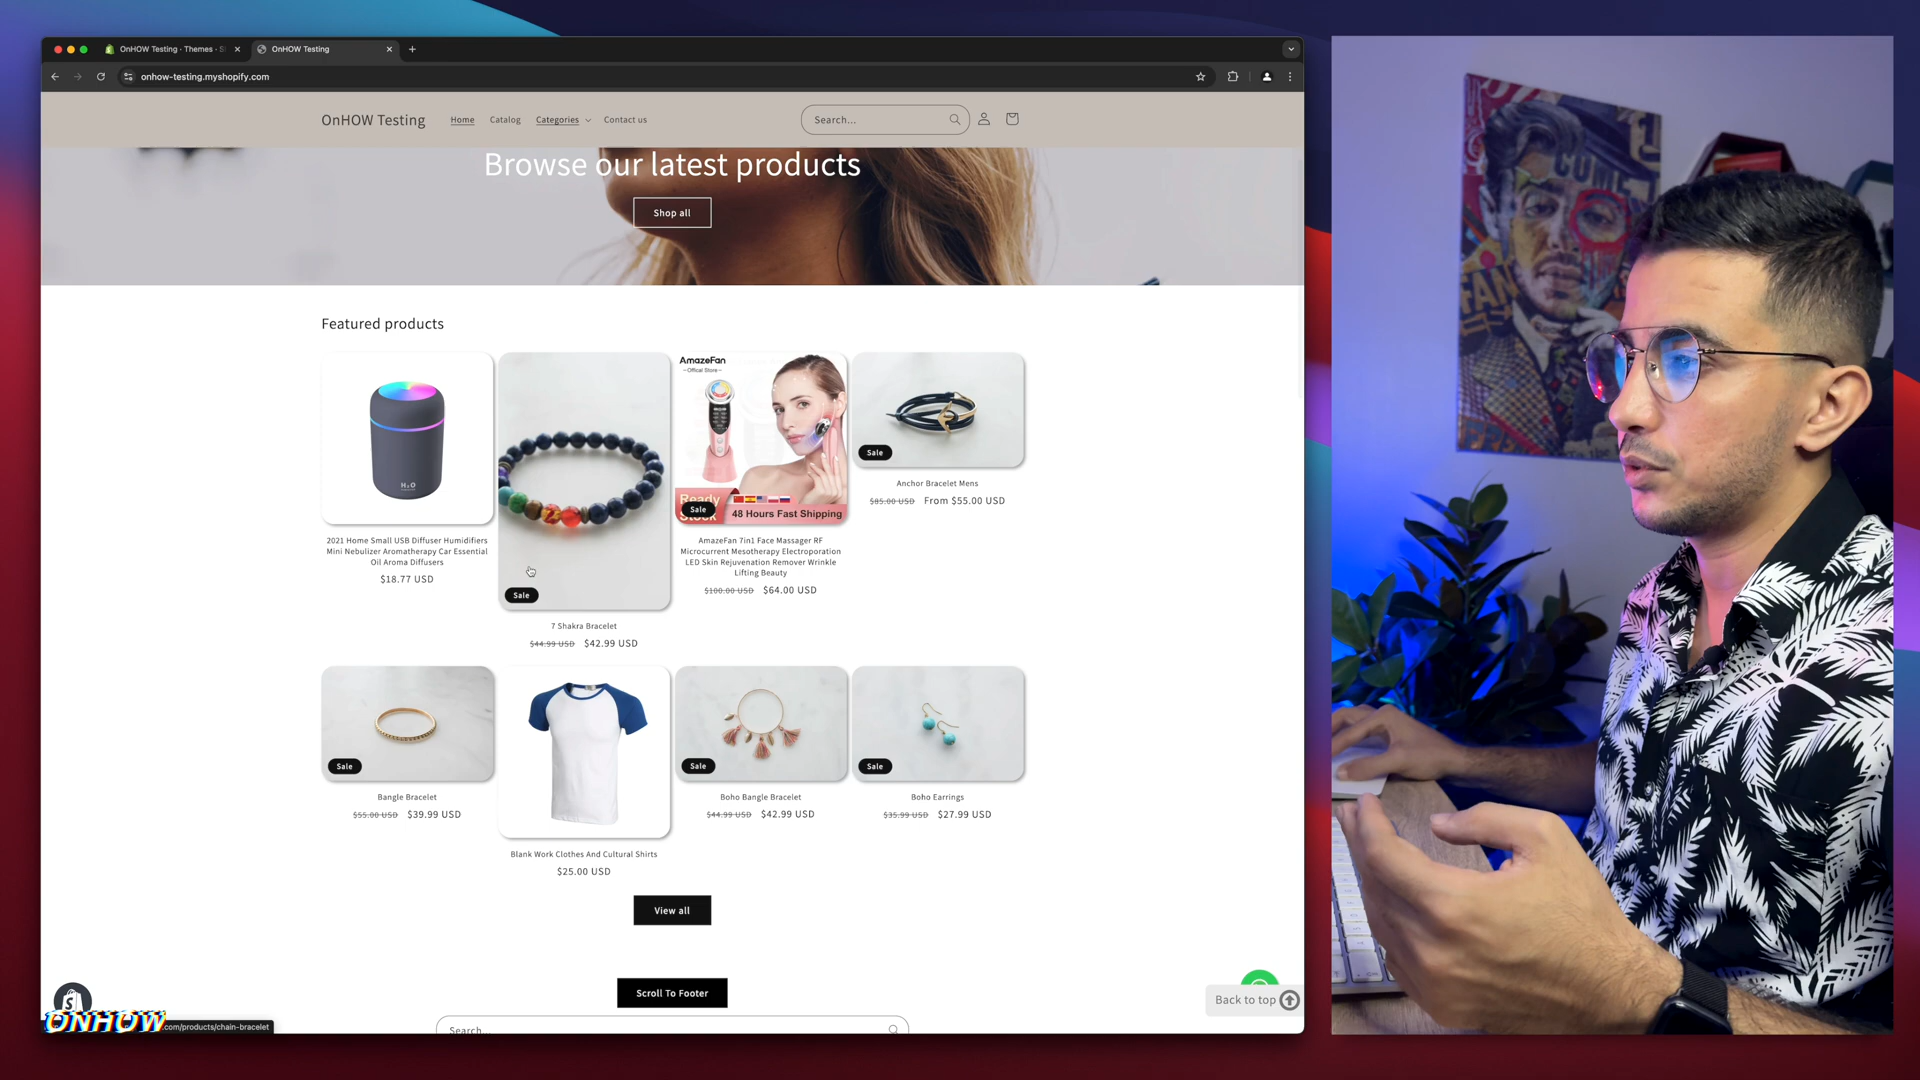 OnHOW Testing · Themes · S
OnHOW Testing
onhow-testing.myshopify.com
OnHOW Testing
Home
Catalog
Categories
Contact us
Search...
Browse our latest products
Shop all
Featured products
H₂O
2021 Home Small USB Diffuser Humidifiers
Mini Nebulizer Aromatherapy Car Essential
Oil Aroma Diffusers
$18.77 USD
Sale
7 Shakra Bracelet
$44.99 USD $42.99 USD
AmazeFan
Offical Store
Ready
Stock
Sale
48 Hours Fast Shipping
AmazeFan 7in1 Face Massager RF
Microcurrent Mesotherapy Electroporation
LED Skin Rejuvenation Remover Wrinkle
Lifting Beauty
$100.00 USD $64.00 USD
Sale
Anchor Bracelet Mens
$85.00 USD From $55.00 USD
Sale
Bangle Bracelet
$55.00 USD $39.99 USD
Blank Work Clothes And Cultural Shirts
$25.00 USD
Sale
Boho Bangle Bracelet
$44.99 USD $42.99 USD
Sale
Boho Earrings
$35.99 USD $27.99 USD
View all
Scroll To Footer
Search...
Back to top
ONHOW
.com/products/chain-bracelet